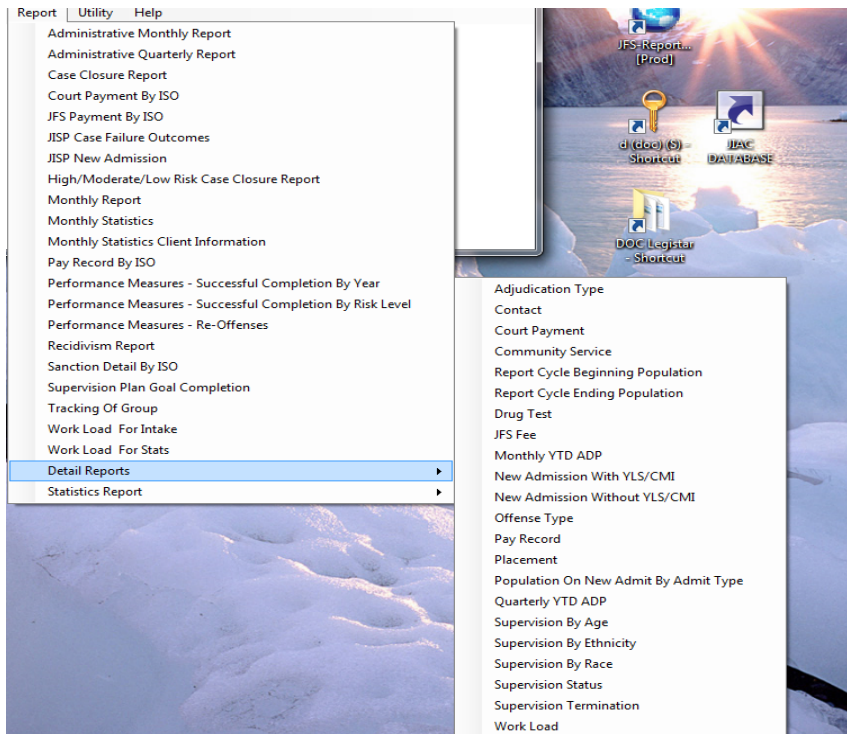 Report Utility Help
Administrative Monthly Report
Administrative Quarterly Report
Case Closure Report
Court Payment By ISO
JFS Payment By ISO
JISP Case Failure Outcomes
JISP New Admission
High/Moderate/Low Risk Case Closure Report
Monthly Report
Monthly Statistics
Monthly Statistics Client Information
Pay Record By ISO
Performance Measures - Successful Completion By Year
Performance Measures - Successful Completion By Risk Level
Performance Measures - Re-Offenses
Recidivism Report
Sanction Detail By ISO
Supervision Plan Goal Completion
Tracking Of Group
Work Load For Intake
Work Load For Stats
Detail Reports
Statistics Report
Adjudication Type
Contact
Court Payment
Community Service
Report Cycle Beginning Population
Report Cycle Ending Population
Drug Test
JFS Fee
Monthly YTD ADP
New Admission With YLS/CMI
New Admission Without YLS/CMI
Offense Type
Pay Record
Placement
Population On New Admit By Admit Type
Quarterly YTD ADP
Supervision By Age
Supervision By Ethnicity
Supervision By Race
Supervision Status
Supervision Termination
Work Load
JFS-Report...
[Prod]
d (doc) (S) -
Shortcut
JIAC
DATABASE
DOC Legistar
- Shortcut